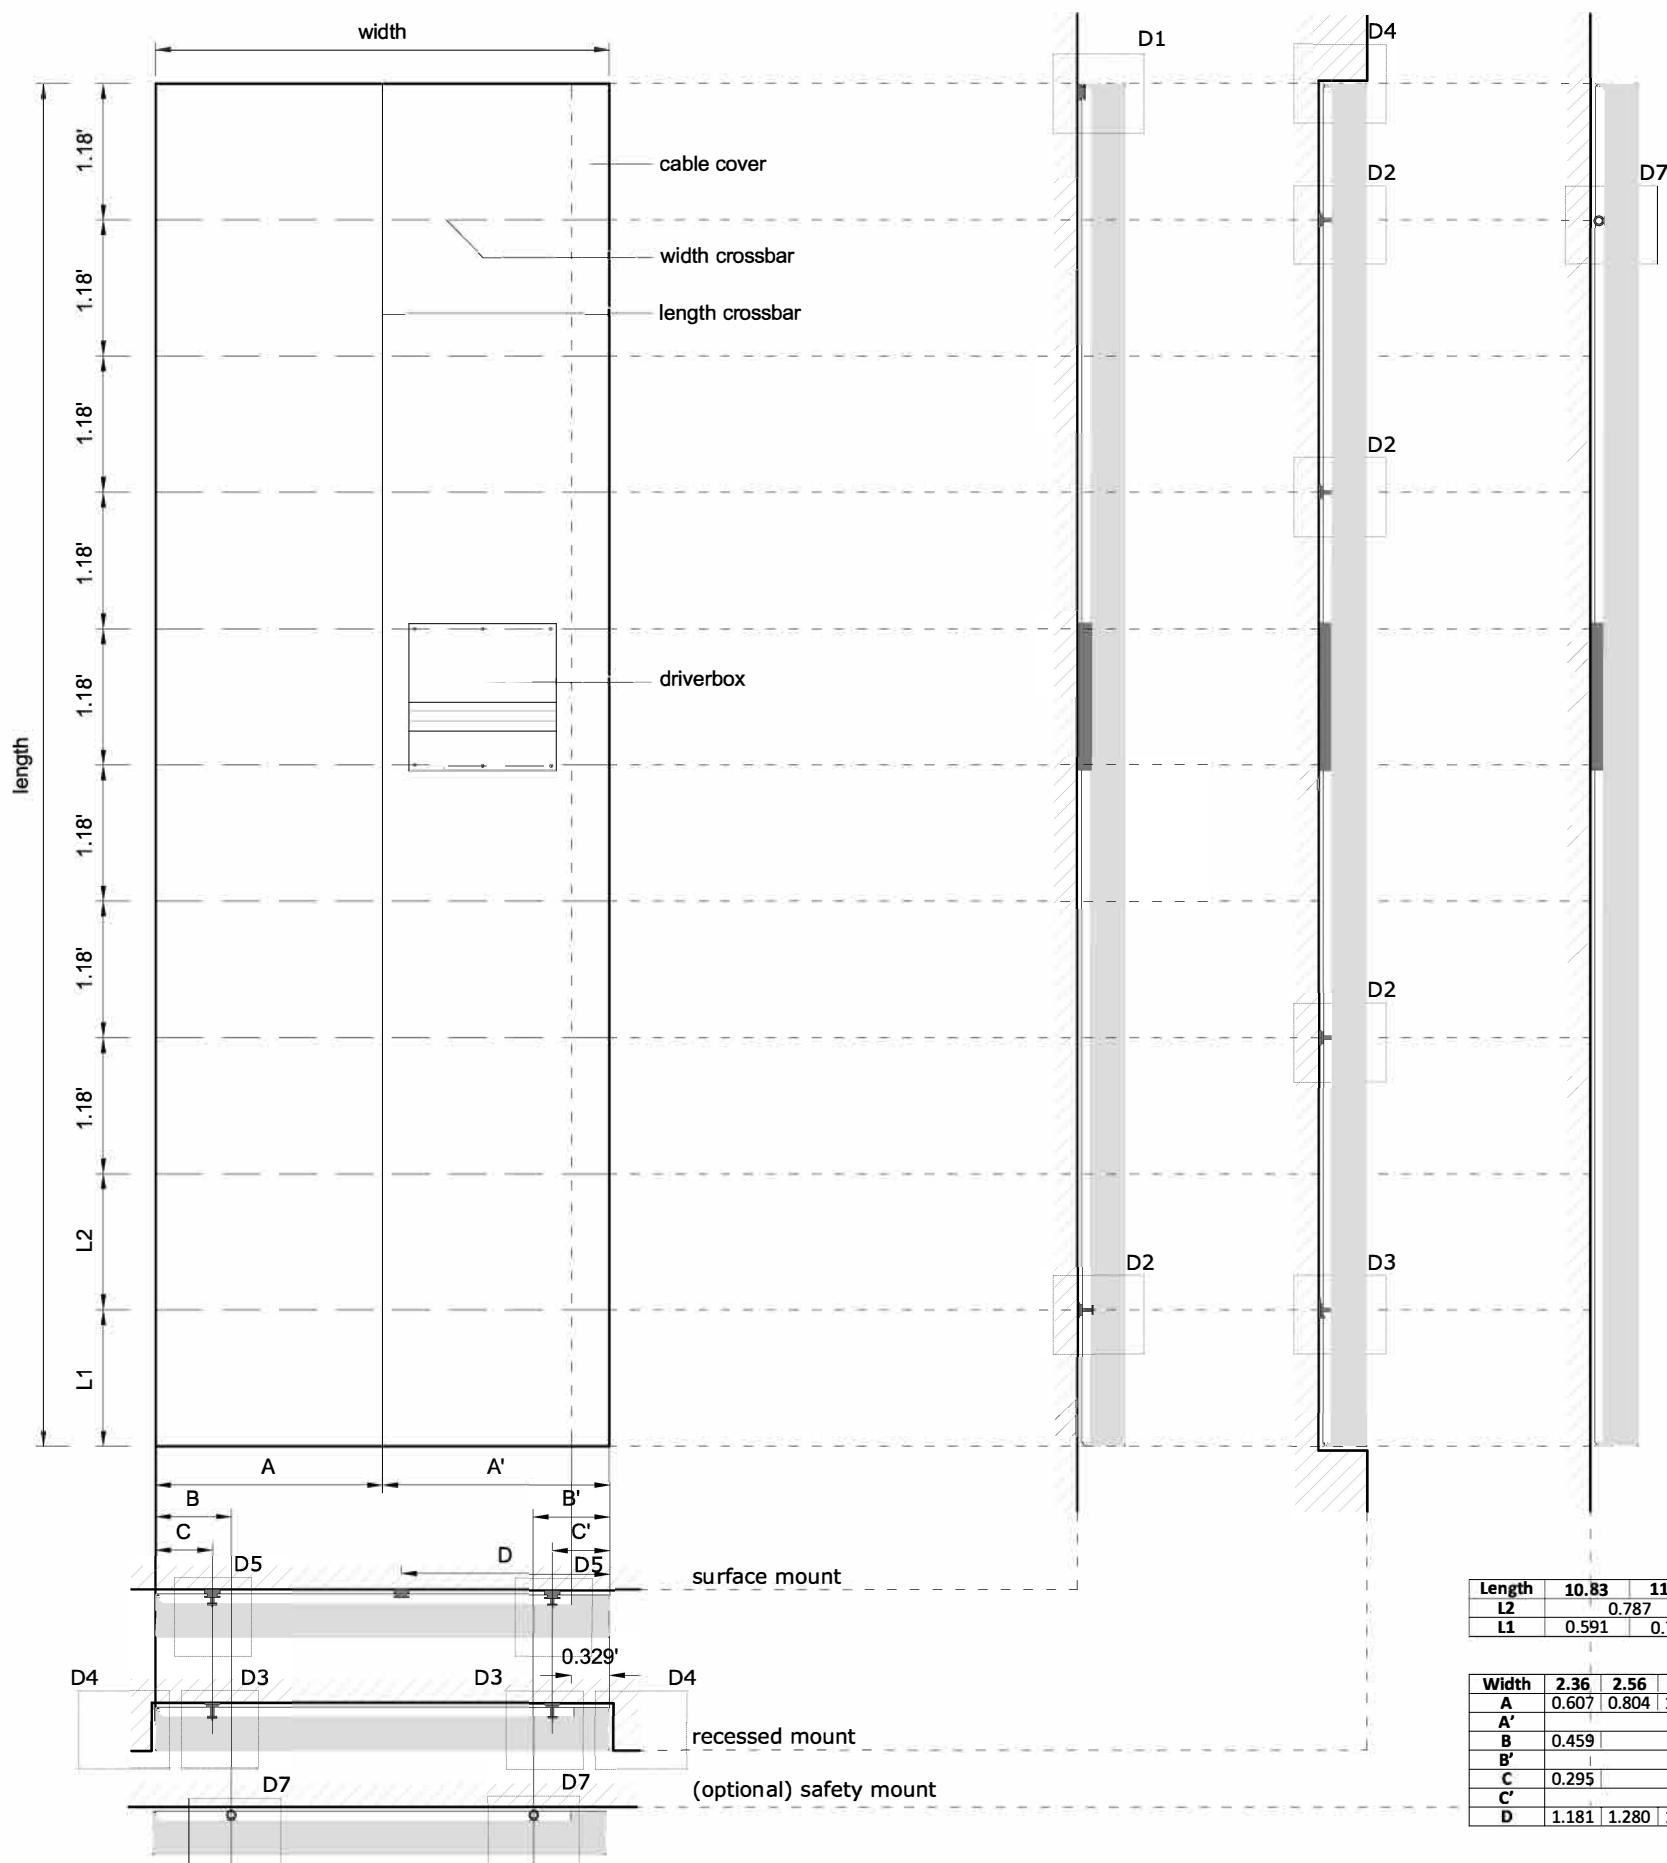 width
D1
D4
1.18'
cable cover
D2
D7
width crossbar
1.18'
length crossbar
1.18'
D2
1.18'
driverbox
1.18'
length
1.18'
1.18'
D2
1.18'
L2
D2
D3
L1
A
A'
B
B'
C
C'
D
D5
D5
surface mount
0.329'
D4
D3
D3
D4
recessed mount
D7
D7
(optional) safety mount
Length 10.83 11
L2 0.787
L1 0.591 0.
Width 2.36 2.56
A 0.607 0.804
A'
B 0.459
B'
C 0.295
C'
D 1.181 1.280